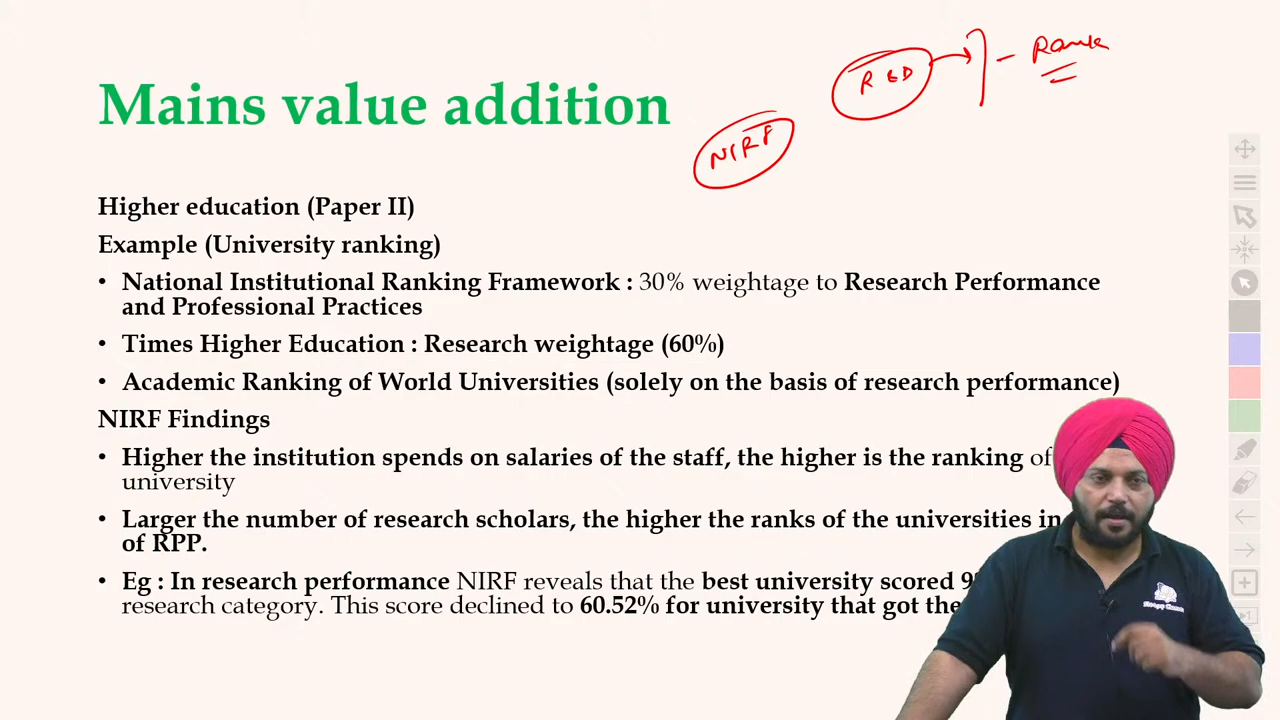 R&D - Rank
Mains value addition
NIRF
Higher education (Paper II)
Example (University ranking)
• National Institutional Ranking Framework : 30% weightage to Research Performance
and Professional Practices
• Times Higher Education : Research weightage (60%)
• Academic Ranking of World Universities (solely on the basis of research performance)
NIRF Findings
• Higher the institution spends on salaries of the staff, the higher is the ranking of
university
• Larger the number of research scholars, the higher the ranks of the universities in
of RPP.
• Eg : In research performance NIRF reveals that the best university scored
research category. This score declined to 60.52% for university that got the